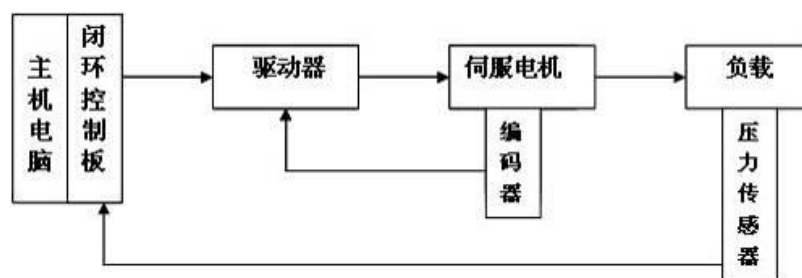 主机电脑
闭环控制板
驱动器
伺服电机
负载
编码器
压力传感器